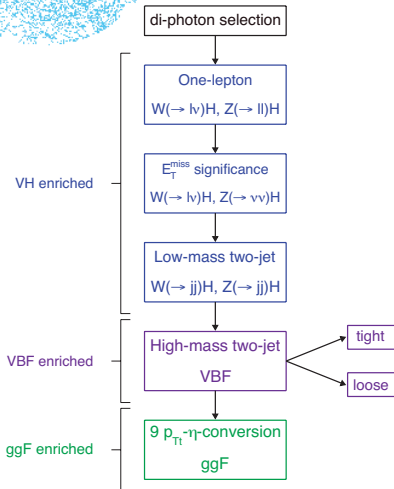 di-photon selection
One-lepton
W(→ lν)H, Z(→ ll)H
E_T^miss significance
W(→ lν)H, Z(→ νν)H
VH enriched
Low-mass two-jet
W(→ jj)H, Z(→ jj)H
High-mass two-jet
VBF
VBF enriched
tight
loose
9 p_Tt-η-conversion
ggF
ggF enriched